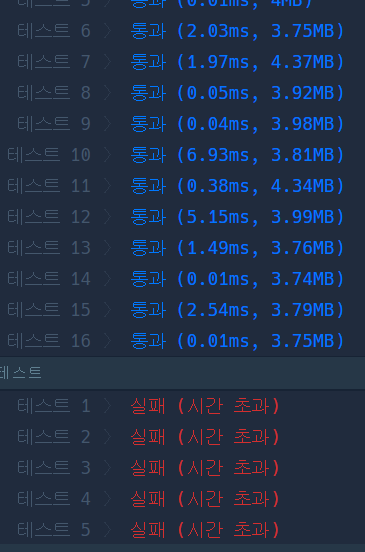 테스트 5 〉 통과 (0.01ms, 4MB)
테스트 6 〉 통과 (2.03ms, 3.75MB)
테스트 7 〉 통과 (1.97ms, 4.37MB)
테스트 8 〉 통과 (0.05ms, 3.92MB)
테스트 9 〉 통과 (0.04ms, 3.98MB)
테스트 10 〉 통과 (6.93ms, 3.81MB)
테스트 11 〉 통과 (0.38ms, 4.34MB)
테스트 12 〉 통과 (5.15ms, 3.99MB)
테스트 13 〉 통과 (1.49ms, 3.76MB)
테스트 14 〉 통과 (0.01ms, 3.74MB)
테스트 15 〉 통과 (2.54ms, 3.79MB)
테스트 16 〉 통과 (0.01ms, 3.75MB)
테스트
테스트 1 〉 실패 (시간 초과)
테스트 2 〉 실패 (시간 초과)
테스트 3 〉 실패 (시간 초과)
테스트 4 〉 실패 (시간 초과)
테스트 5 〉 실패 (시간 초과)